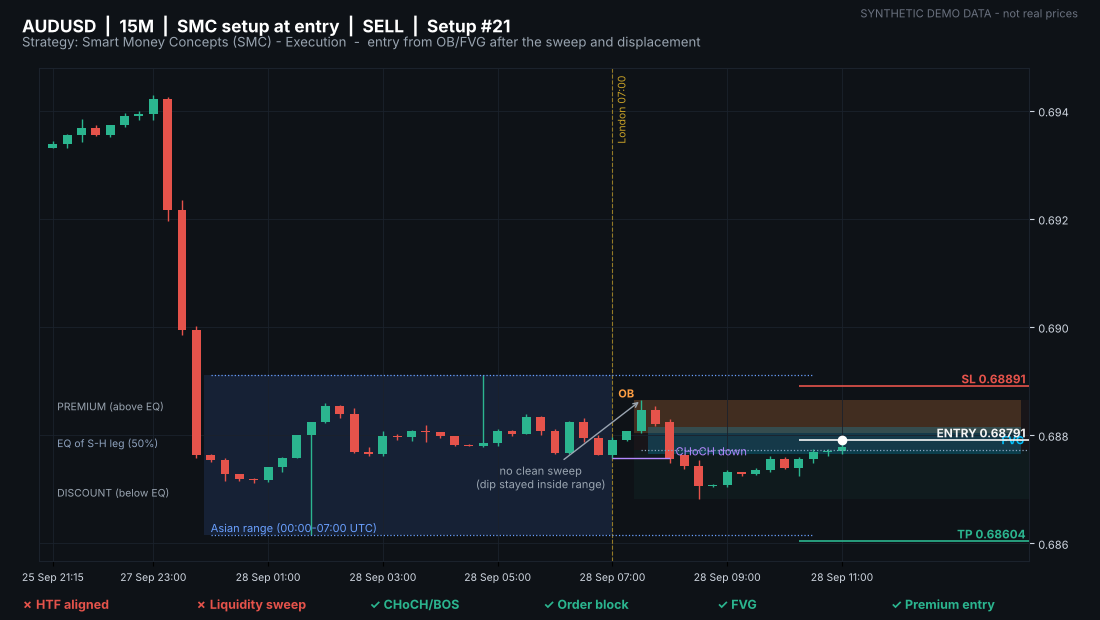 SYNTHETIC DEMO DATA - not real prices
AUDUSD | 15M | SMC setup at entry | SELL | Setup #21
Strategy: Smart Money Concepts (SMC) - Execution - entry from OB/FVG after the sweep and displacement
London 07:00
0.694
0.692
0.690
0.688
0.686
SL 0.68891
OB
PREMIUM (above EQ)
ENTRY 0.68791
FVG
EQ of S-H leg (50%)
CHoCH down
no clean sweep
(dip stayed inside range)
DISCOUNT (below EQ)
Asian range (00:00-07:00 UTC)
TP 0.68604
25 Sep 21:15
27 Sep 23:00
28 Sep 01:00
28 Sep 03:00
28 Sep 05:00
28 Sep 07:00
28 Sep 09:00
28 Sep 11:00
× HTF aligned
× Liquidity sweep
✓ CHoCH/BOS
✓ Order block
✓ FVG
✓ Premium entry